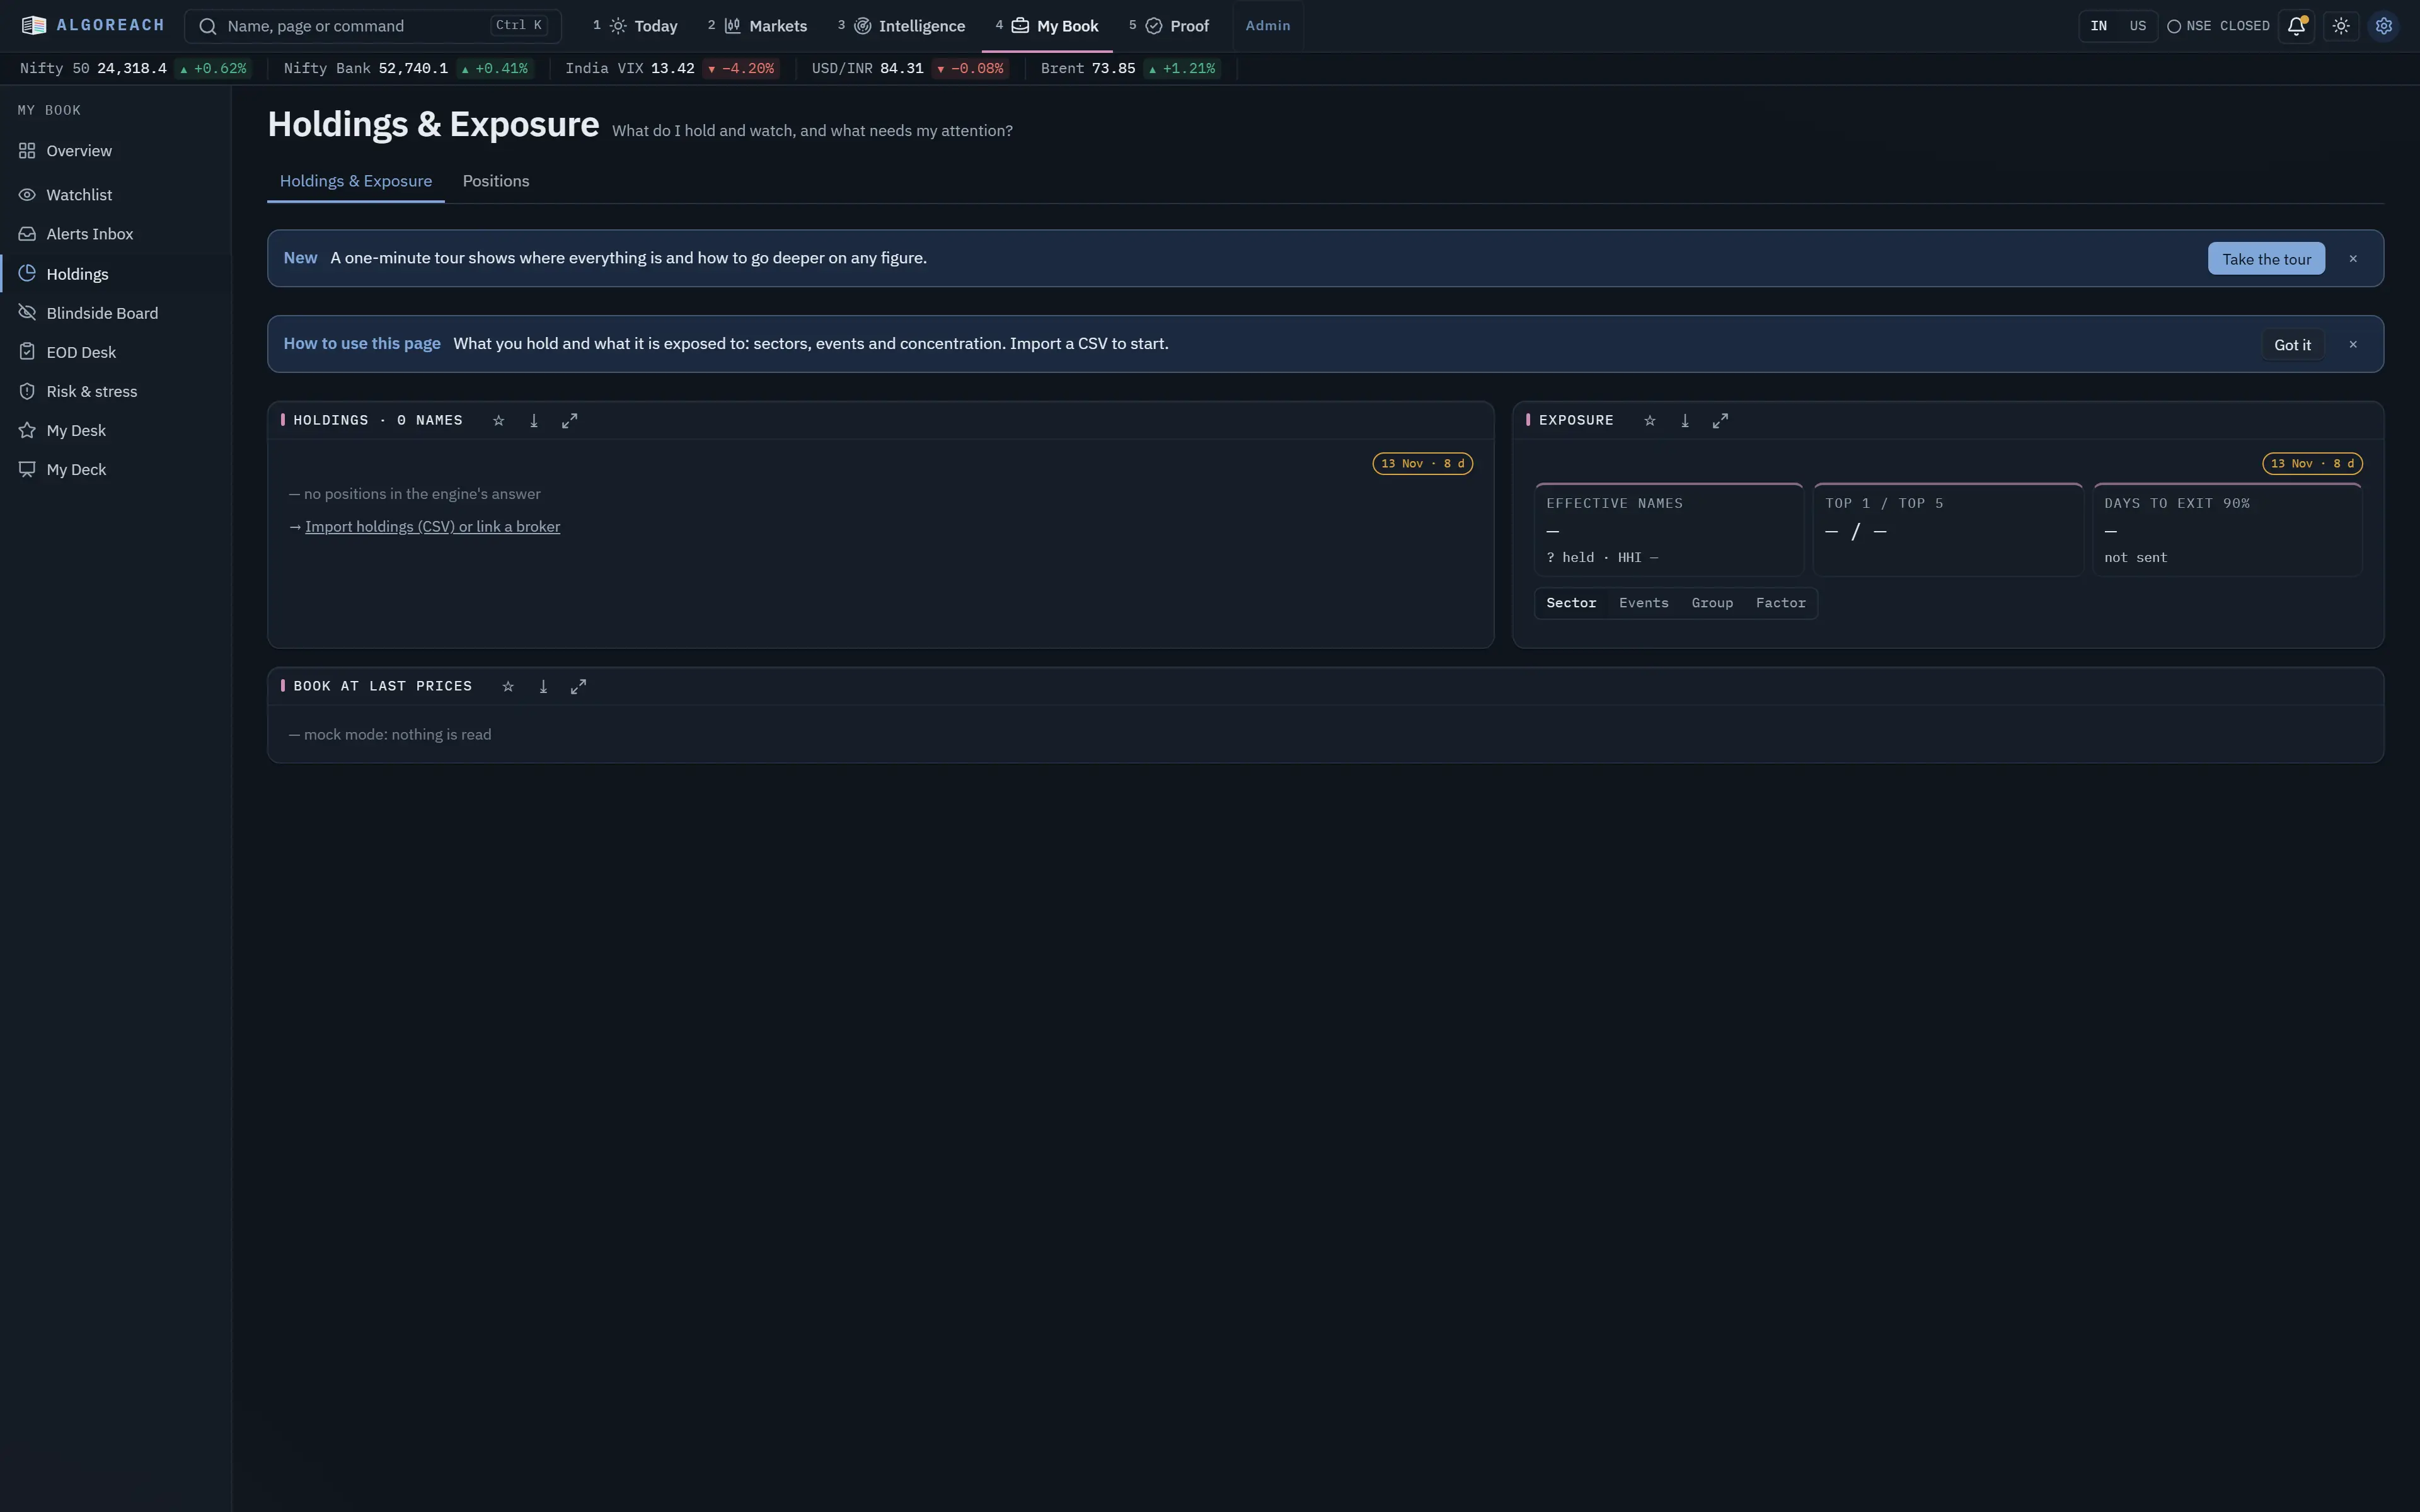 ALGOREACH Name, page or command Ctrl K 1 Today 2 Markets 3 Intelligence 4 My Book 5 Proof Admin IN US NSE CLOSED
Nifty 50 24,318.4 ▲ +0.62% Nifty Bank 52,740.1 ▲ +0.41% India VIX 13.42 ▼ −4.20% USD/INR 84.31 ▼ −0.08% Brent 73.85 ▲ +1.21%
MY BOOK
Overview
Watchlist
Alerts Inbox
Holdings
Blindside Board
EOD Desk
Risk & stress
My Desk
My Deck
Holdings & Exposure What do I hold and watch, and what needs my attention?
Holdings & Exposure Positions
New A one-minute tour shows where everything is and how to go deeper on any figure. Take the tour ×
How to use this page What you hold and what it is exposed to: sectors, events and concentration. Import a CSV to start. Got it ×
HOLDINGS · 0 NAMES
13 Nov · 8 d
— no positions in the engine's answer
→ Import holdings (CSV) or link a broker
EXPOSURE
13 Nov · 8 d
EFFECTIVE NAMES
—
? held · HHI —
TOP 1 / TOP 5
— / —
DAYS TO EXIT 90%
—
not sent
Sector Events Group Factor
BOOK AT LAST PRICES
— mock mode: nothing is read